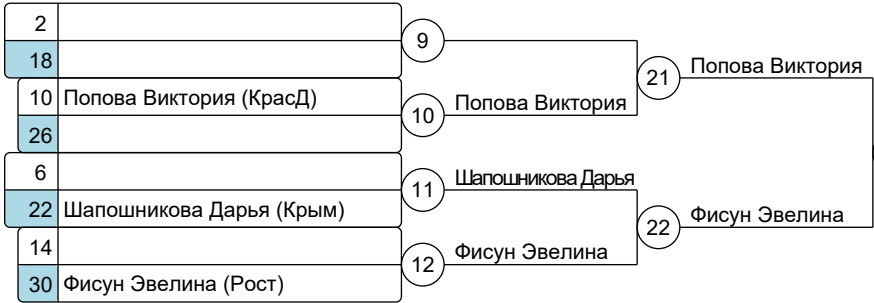 2
9
18
21 Попова Виктория
10 Попова Виктория (КрасД)
10 Попова Виктория
26
6
11 Шапошникова Дарья
22 Шапошникова Дарья (Крым)
22 Фисун Эвелина
14
12 Фисун Эвелина
30 Фисун Эвелина (Рост)